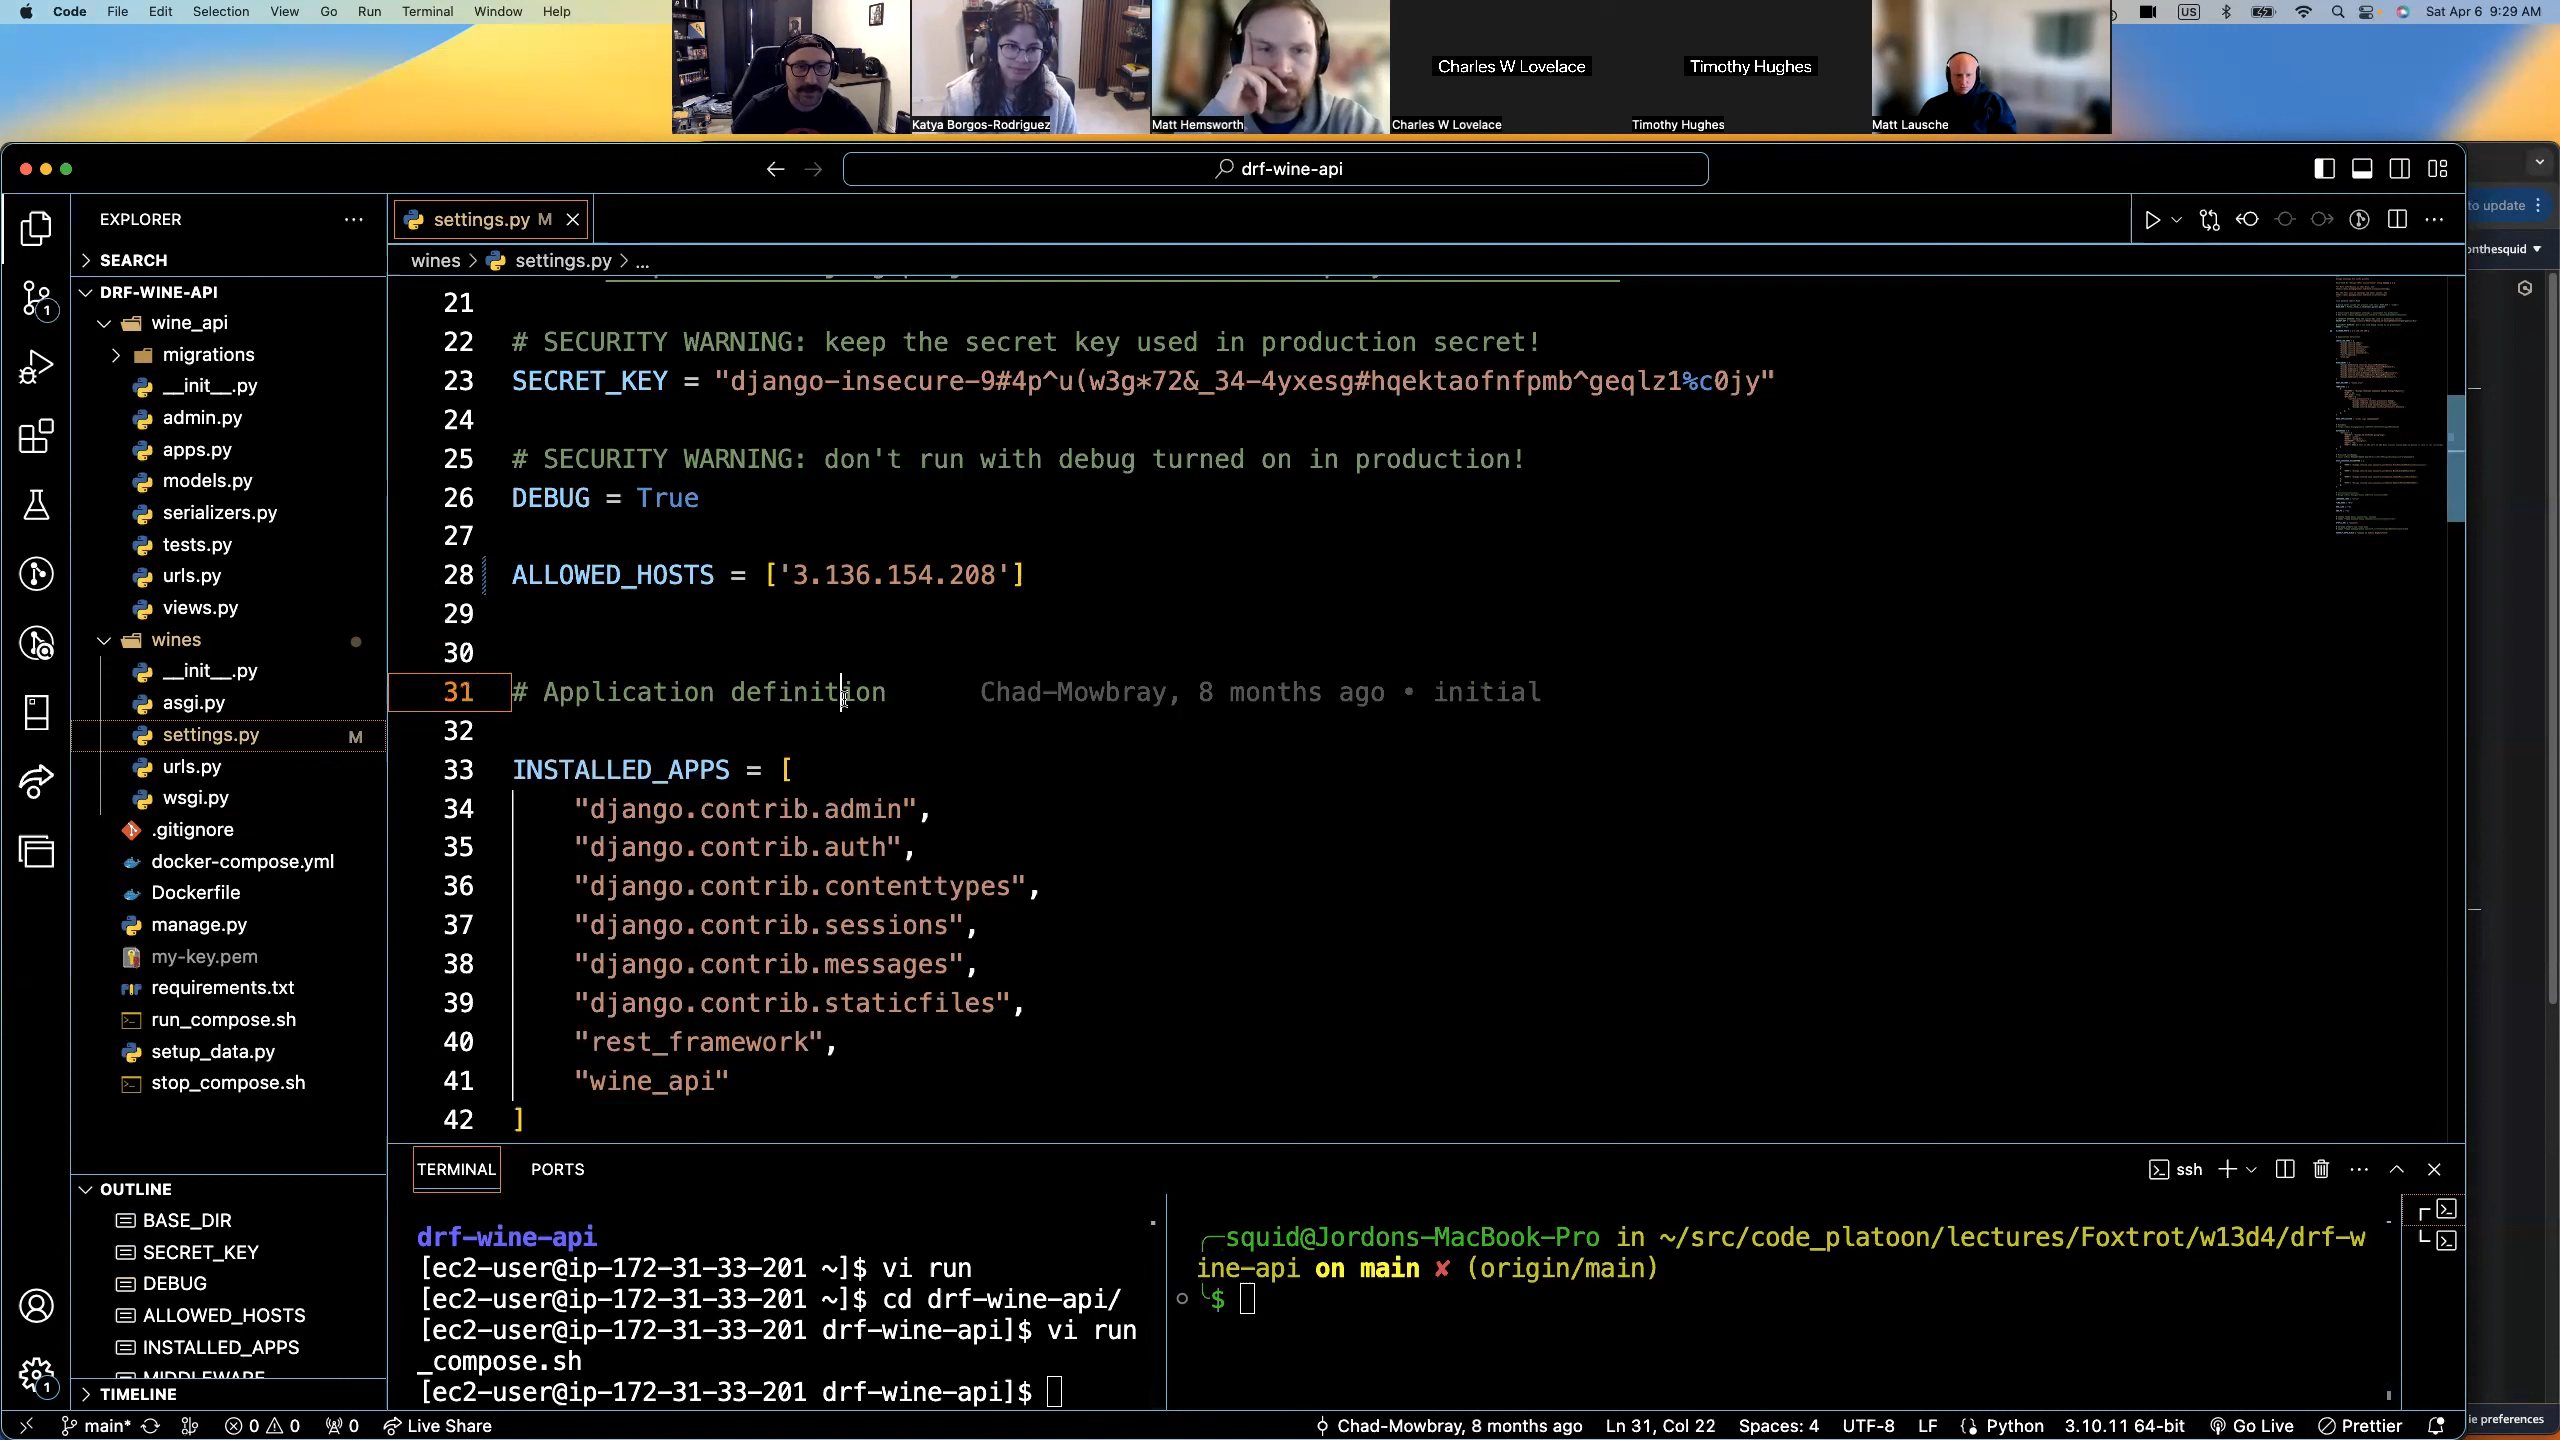 Code File Edit Selection View Go Run Terminal Window Help
US Sat Apr 6 9:29 AM
Charles W Lovelace
Timothy Hughes
Katya Borgos-Rodriguez
Matt Hemsworth
Charles W Lovelace
Timothy Hughes
Matt Lausche
drf-wine-api
to update
onthesquid
EXPLORER
settings.py M
SEARCH
wines > settings.py > ...
DRF-WINE-API
wine_api
migrations
__init__.py
admin.py
apps.py
models.py
serializers.py
tests.py
urls.py
views.py
wines
__init__.py
asgi.py
settings.py M
urls.py
wsgi.py
.gitignore
docker-compose.yml
Dockerfile
manage.py
my-key.pem
requirements.txt
run_compose.sh
setup_data.py
stop_compose.sh
OUTLINE
BASE_DIR
SECRET_KEY
DEBUG
ALLOWED_HOSTS
INSTALLED_APPS
MIDDLEWARE
TIMELINE
21
22 # SECURITY WARNING: keep the secret key used in production secret!
23 SECRET_KEY = "django-insecure-9#4p^u(w3g*72&_34-4yxesg#hqektaofnfpmb^geqlz1%c0jy"
24
25 # SECURITY WARNING: don't run with debug turned on in production!
26 DEBUG = True
27
28 ALLOWED_HOSTS = ['3.136.154.208']
29
30
31 # Application definition Chad-Mowbray, 8 months ago • initial
32
33 INSTALLED_APPS = [
34 "django.contrib.admin",
35 "django.contrib.auth",
36 "django.contrib.contenttypes",
37 "django.contrib.sessions",
38 "django.contrib.messages",
39 "django.contrib.staticfiles",
40 "rest_framework",
41 "wine_api"
42 ]
TERMINAL PORTS
ssh
drf-wine-api
[ec2-user@ip-172-31-33-201 ~]$ vi run
[ec2-user@ip-172-31-33-201 ~]$ cd drf-wine-api/
[ec2-user@ip-172-31-33-201 drf-wine-api]$ vi run
_compose.sh
[ec2-user@ip-172-31-33-201 drf-wine-api]$
squid@Jordons-MacBook-Pro in ~/src/code_platoon/lectures/Foxtrot/w13d4/drf-w
ine-api on main ✘ (origin/main)
$
1
1
main* 0 0 0 Live Share
Chad-Mowbray, 8 months ago Ln 31, Col 22 Spaces: 4 UTF-8 LF Python 3.10.11 64-bit Go Live Prettier
ie preferences